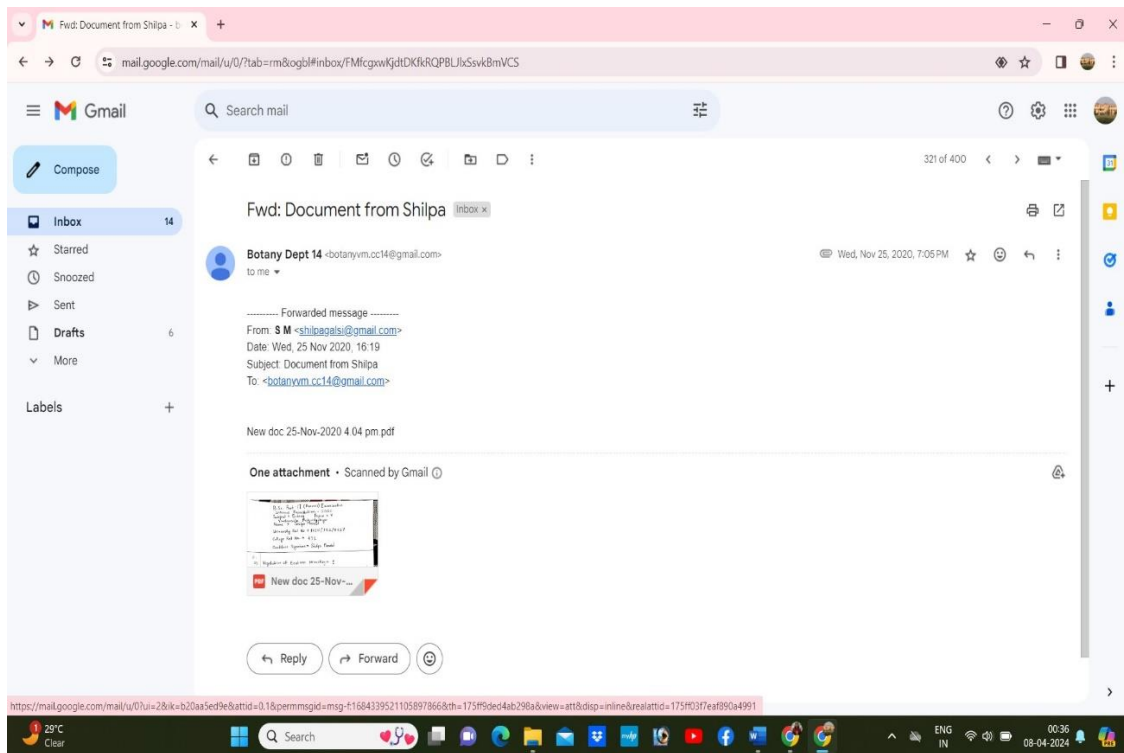 Fwd: Document from Shilpa - b
mail.google.com/mail/u/0/?tab=rm&ogbl#inbox/FMfcgxwKjdtDKfkRQPBLJlxSsvkBmVCS
Gmail
Search mail
Compose
321 of 400
31
Fwd: Document from Shilpa Inbox ×
Inbox 14
Starred
Snoozed
Sent
Drafts 6
More
Labels
Botany Dept 14 <botanyvm.cc14@gmail.com>
Wed, Nov 25, 2020, 7:05 PM
to me
---------- Forwarded message ---------
From: S M <shilpagalsi@gmail.com>
Date: Wed, 25 Nov 2020, 16:19
Subject: Document from Shilpa
To: <botanyvm.cc14@gmail.com>
New doc 25-Nov-2020 4.04 pm.pdf
One attachment • Scanned by Gmail
PDF New doc 25-Nov-...
Reply Forward
https://mail.google.com/mail/u/0?ui=2&ik=b20aa5ed9e&attid=0.1&permmsgid=msg-f:1684339521105897866&th=175ff9ded4ab298a&view=att&disp=inline&realattid=175ff03f7eaf890a4991
1 29°C
Clear
Search
ENG
IN
00:36
08-04-2024